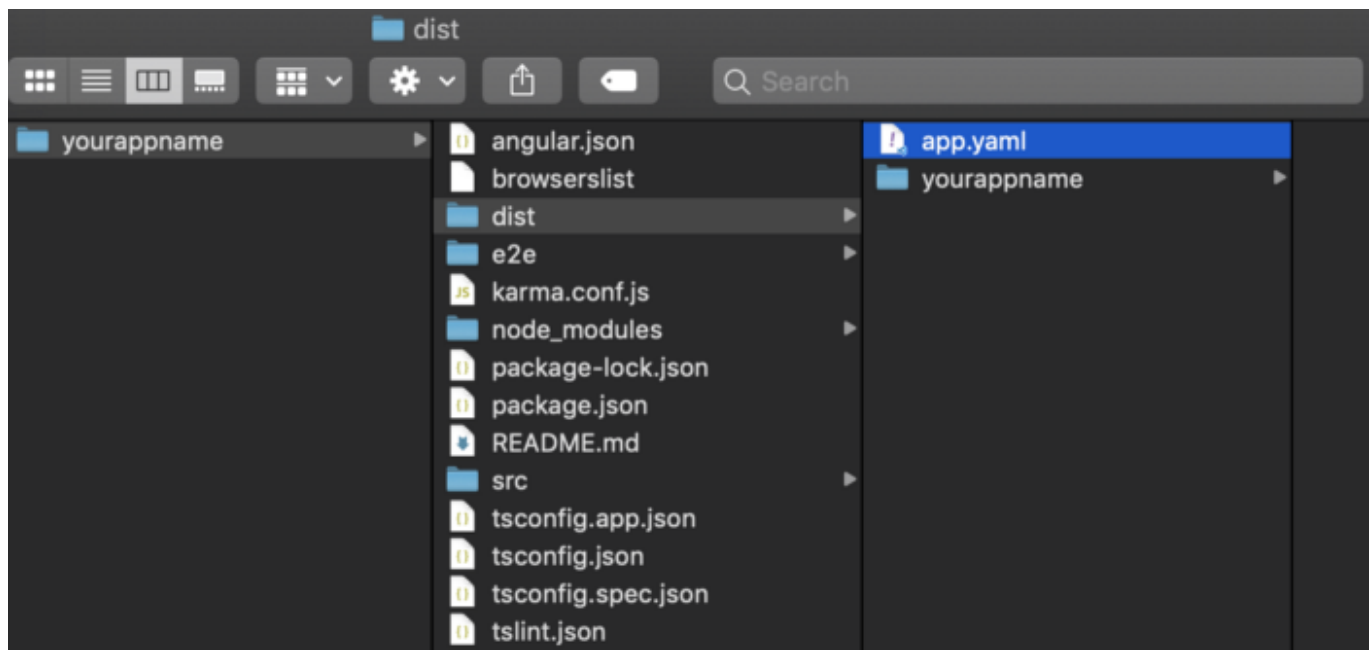 dist
Search
yourappname
angular.json
browserslist
dist
e2e
karma.conf.js
node_modules
package-lock.json
package.json
README.md
src
tsconfig.app.json
tsconfig.json
tsconfig.spec.json
tslint.json
app.yaml
yourappname